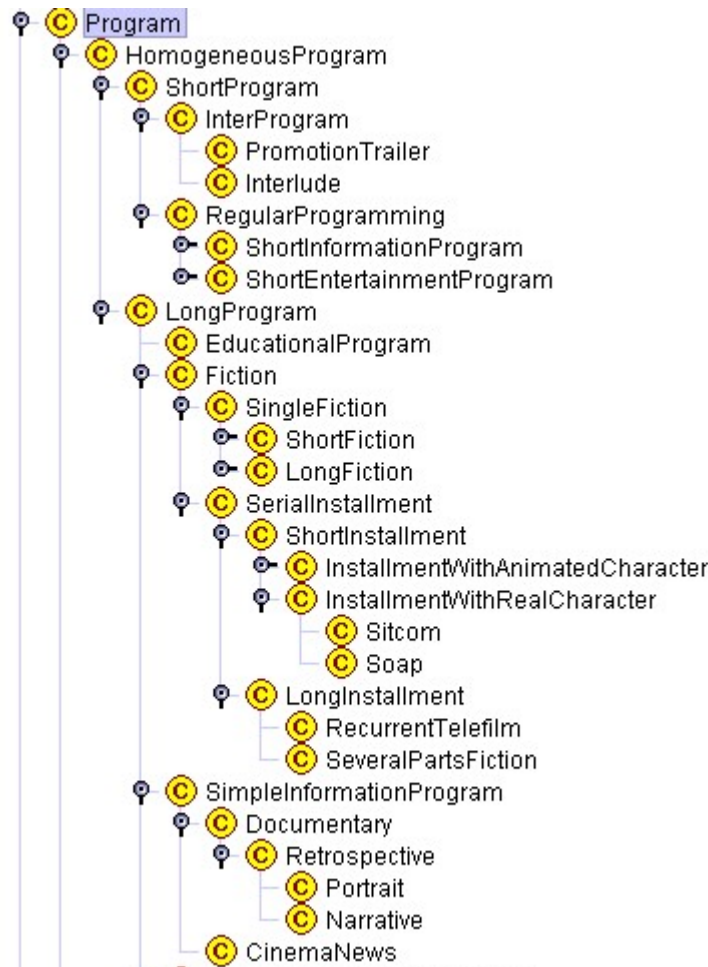 C Program
C HomogeneousProgram
C ShortProgram
C InterProgram
C PromotionTrailer
C Interlude
C RegularProgramming
C ShortInformationProgram
C ShortEntertainmentProgram
C LongProgram
C EducationalProgram
C Fiction
C SingleFiction
C ShortFiction
C LongFiction
C SerialInstallment
C ShortInstallment
C InstallmentWithAnimatedCharacter
C InstallmentWithRealCharacter
C Sitcom
C Soap
C LongInstallment
C RecurrentTelefilm
C SeveralPartsFiction
C SimpleInformationProgram
C Documentary
C Retrospective
C Portrait
C Narrative
C CinemaNews